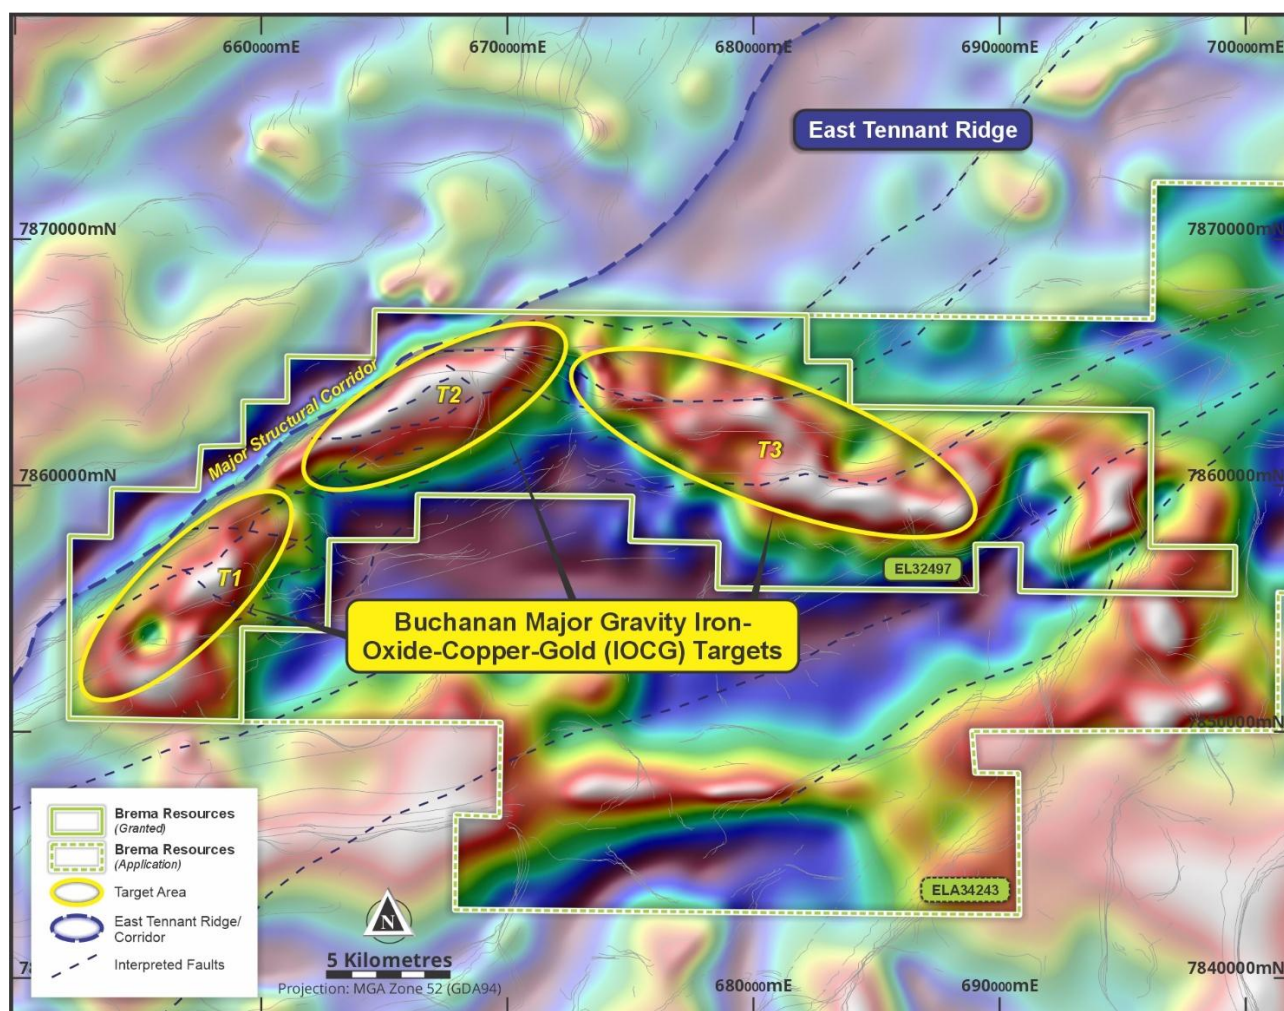 660000mE
670000mE
680000mE
690000mE
700000mE
East Tennant Ridge
7870000mN
7870000mN
Major Structural Corridor
T2
T3
7860000mN
7860000mN
T1
EL32497
Buchanan Major Gravity Iron-
Oxide-Copper-Gold (IOCG) Targets
7850000mN
Brema Resources
(Granted)
Brema Resources
(Application)
Target Area
East Tennant Ridge/
Corridor
Interpreted Faults
N
5 Kilometres
Projection: MGA Zone 52 (GDA94)
ELA34243
7840000mN
680000mE
690000mE